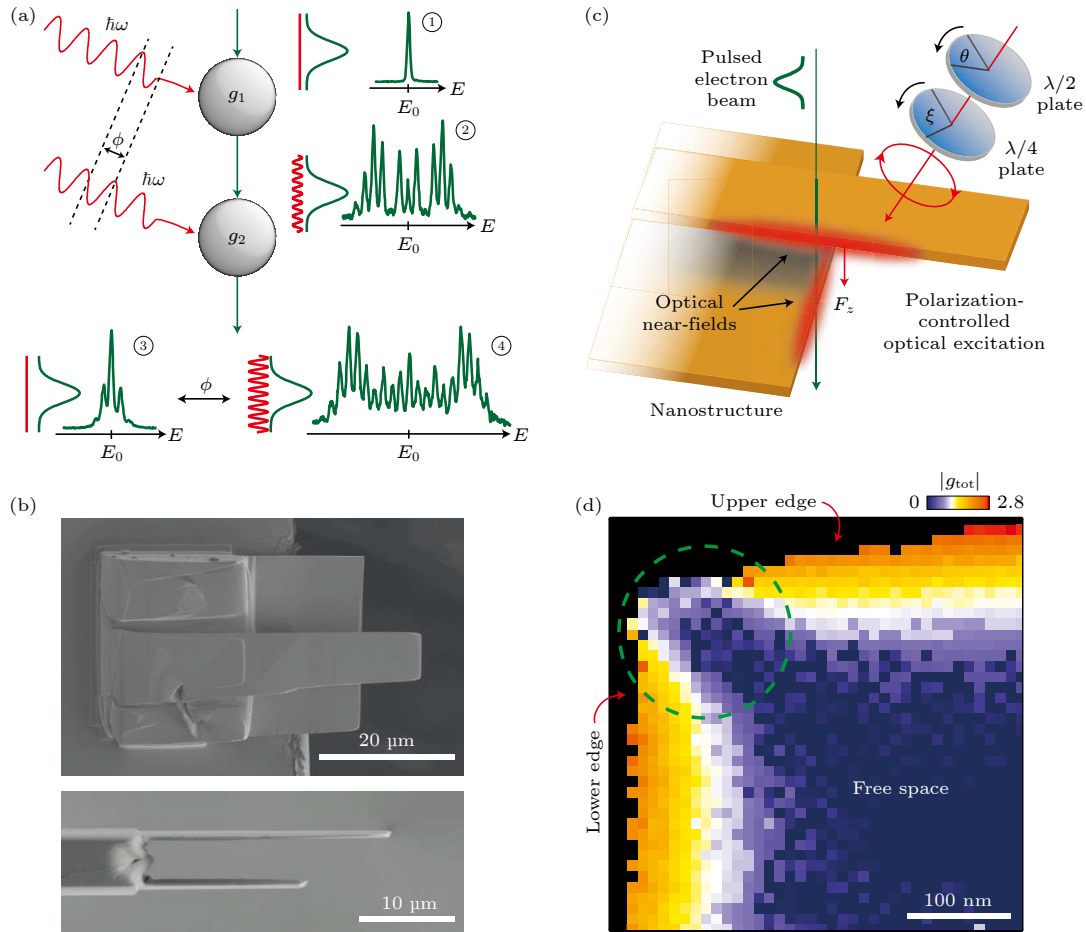 (a)
ħω
g1
ϕ
ħω
g2
①
E
E0
②
E
E0
③
E
E0
ϕ
④
E
E0
(b)
20 µm
10 µm
(c)
Pulsed
electron
beam
θ
λ/2
plate
ξ
λ/4
plate
Optical
near-fields
Fz
Polarization-
controlled
optical excitation
Nanostructure
(d)
|gtot|
0
2.8
Upper edge
Lower edge
Free space
100 nm